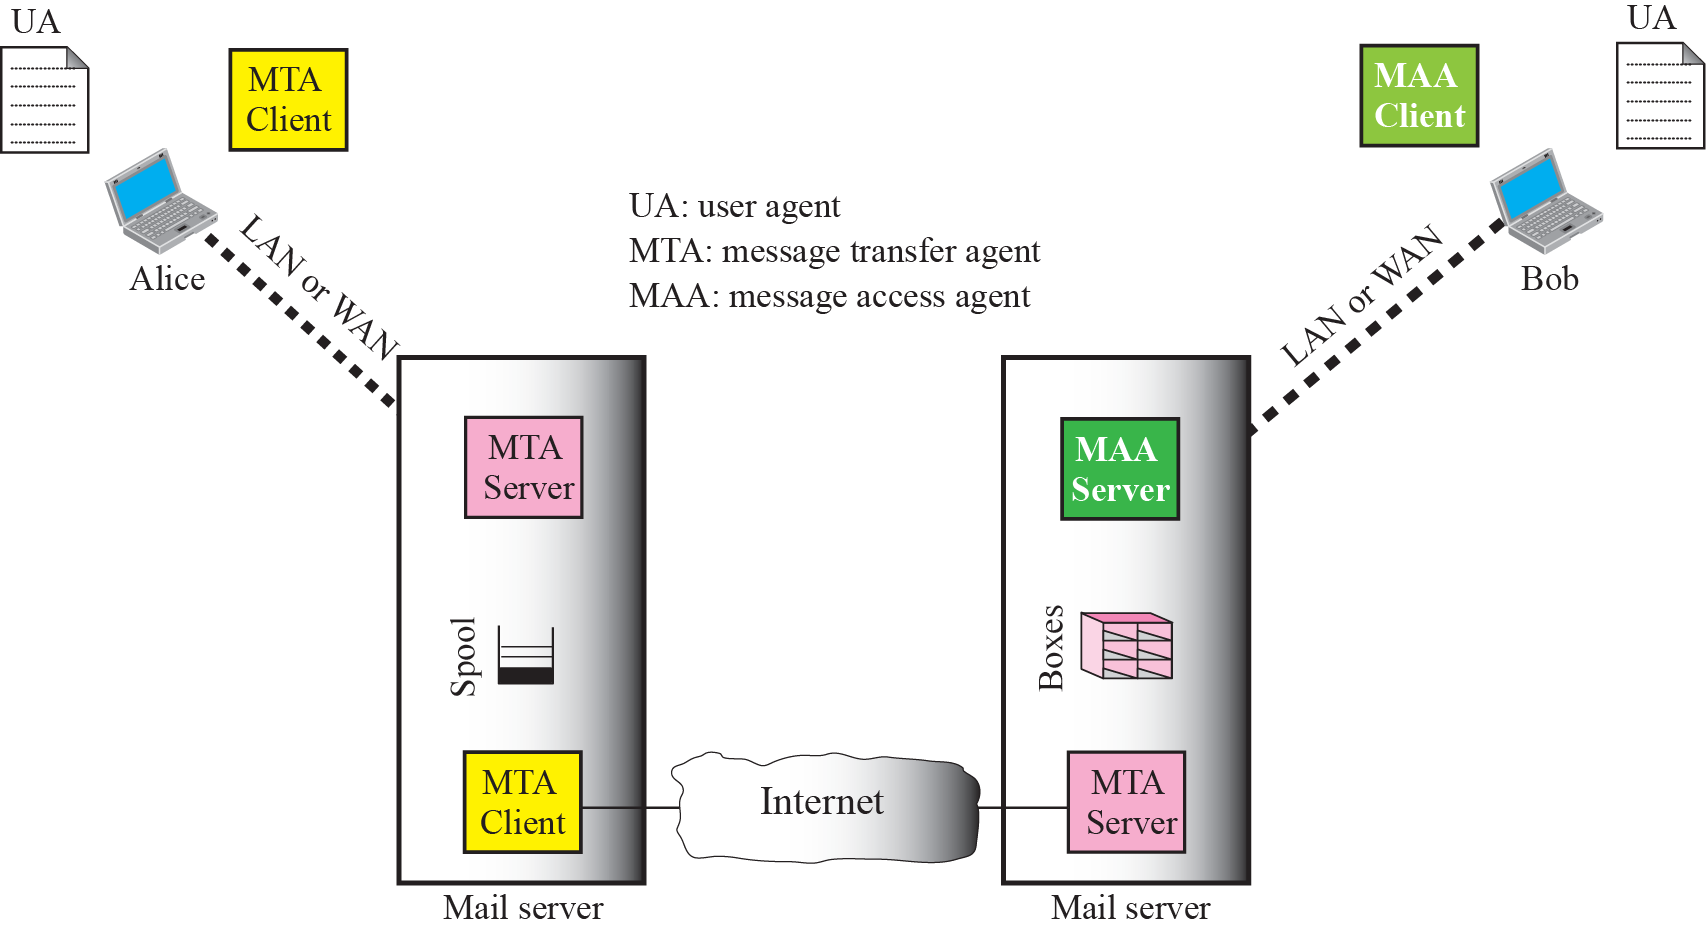 UA
MTA
Client
Alice
LAN or WAN
UA: user agent
MTA: message transfer agent
MAA: message access agent
UA
MAA
Client
Bob
LAN or WAN
MTA
Server
Spool
MTA
Client
Mail server
Internet
MAA
Server
Boxes
MTA
Server
Mail server